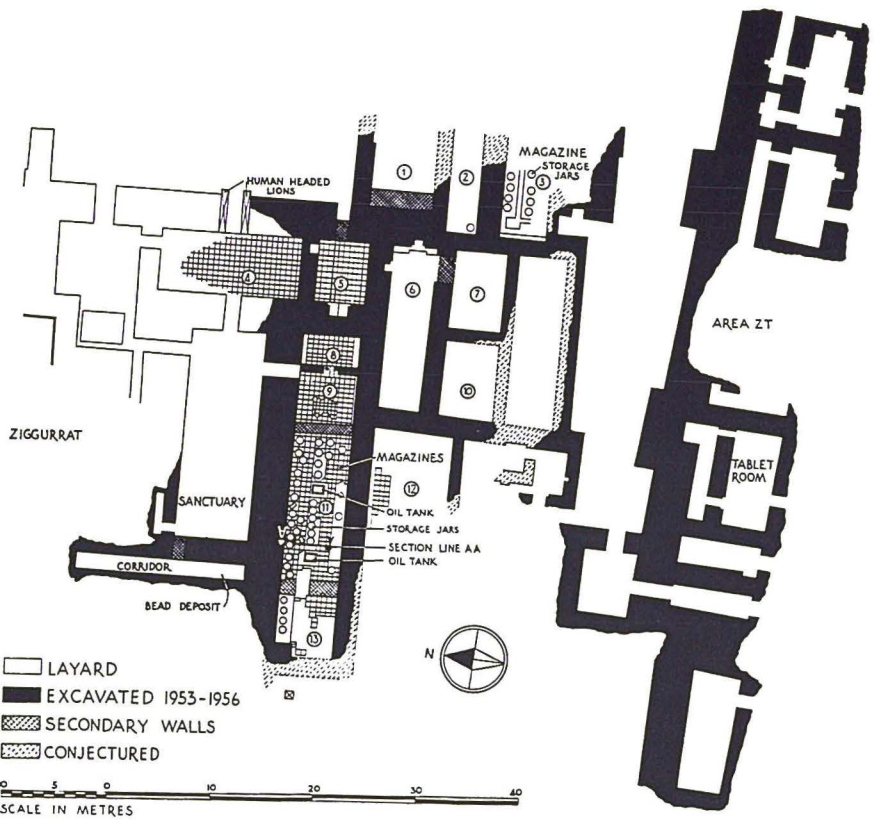 HUMAN HEADED
LIONS
MAGAZINE
STORAGE
JARS
1
2
3
4
5
6
7
8
9
10
AREA ZT
ZIGGURRAT
MAGAZINES
TABLET
ROOM
SANCTUARY
OIL TANK
11
12
STORAGE JARS
SECTION LINE AA
OIL TANK
A
CORRIDOR
BEAD DEPOSIT
13
N
LAYARD
EXCAVATED 1953-1956
SECONDARY WALLS
CONJECTURED
10 5 0 10 20 30 40
SCALE IN METRES